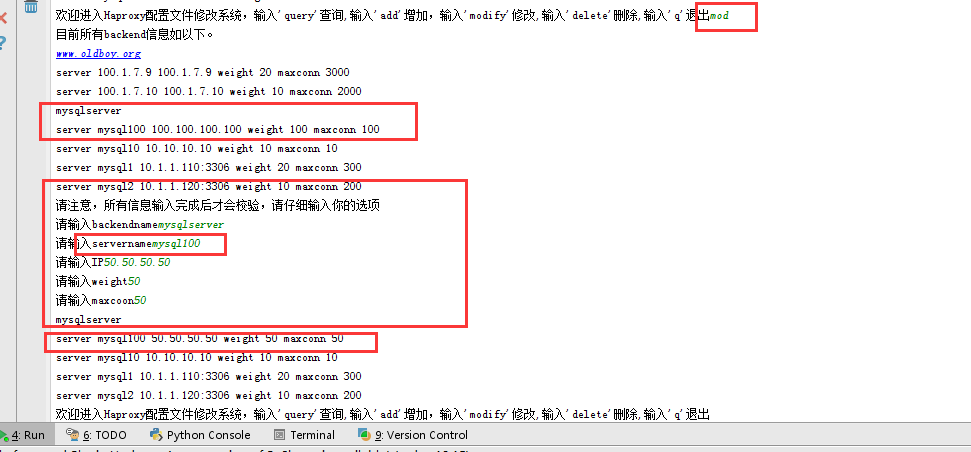 欢迎进入Haproxy配置文件修改系统，输入'query'查询,输入'add'增加，输入'modify'修改,输入'delete'删除,输入'q'退出mod
目前所有backend信息如以下。
www.oldboy.org
server 100.1.7.9 100.1.7.9 weight 20 maxconn 3000
server 100.1.7.10 100.1.7.10 weight 10 maxconn 2000
mysqlserver
server mysql100 100.100.100.100 weight 100 maxconn 100
server mysql10 10.10.10.10 weight 10 maxconn 10
server mysql1 10.1.1.110:3306 weight 20 maxconn 300
server mysql2 10.1.1.120:3306 weight 10 maxconn 200
请注意，所有信息输入完成后才会校验，请仔细输入你的选项
请输入backendnamemysqlserver
请输入servernamemysql100
请输入IP50.50.50.50
请输入weight50
请输入maxcoon50
mysqlserver
server mysql100 50.50.50.50 weight 50 maxconn 50
server mysql10 10.10.10.10 weight 10 maxconn 10
server mysql1 10.1.1.110:3306 weight 20 maxconn 300
server mysql2 10.1.1.120:3306 weight 10 maxconn 200
欢迎进入Haproxy配置文件修改系统，输入'query'查询,输入'add'增加，输入'modify'修改,输入'delete'删除,输入'q'退出
4: Run 6: TODO Python Console Terminal 9: Version Control